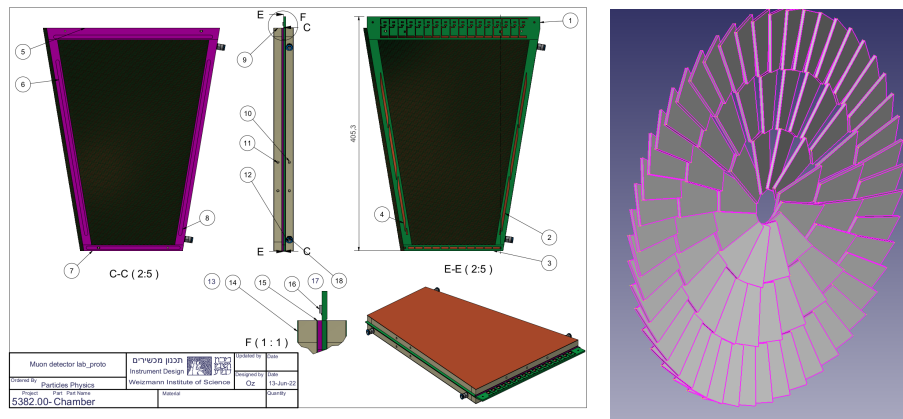 E
F
C
1
5
9
6
10
11
405.3
12
4
2
8
3
7
E
C
C-C ( 2:5)
E-E ( 2:5)
13
14
15
16
17
18
F ( 1 : 1 )
Muon detector lab_proto
תכנון מכשירים
Instrument Design
Weizmann Institute of Science
Updated by
Date
Designed by
Oz
Date
13-Jun-22
Ordered By
Particles Physics
Project
Part
Part Name
5382.00- Chamber
Material
Quantity